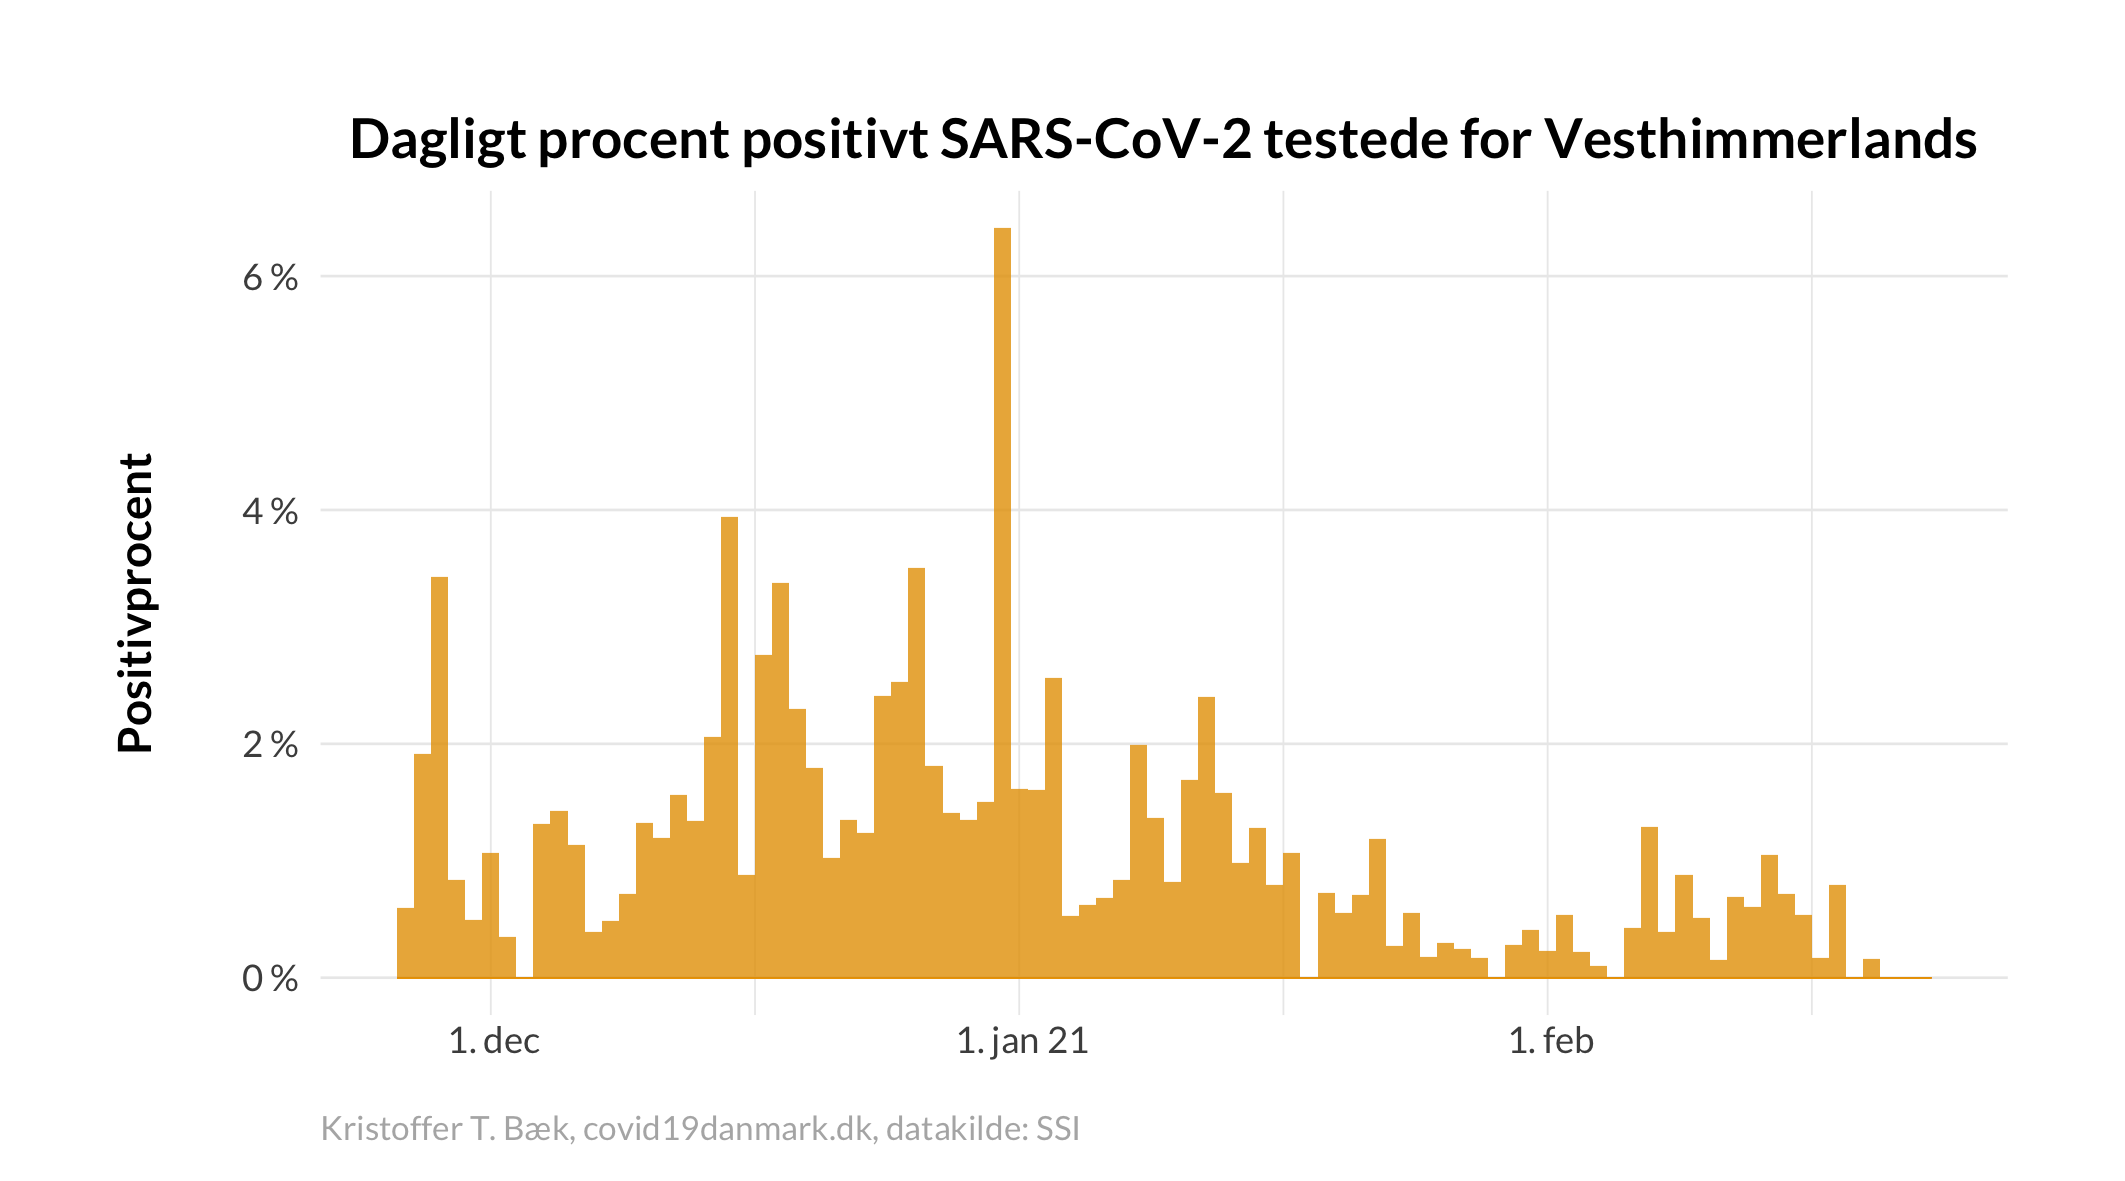 Dagligt procent positivt SARS-CoV-2 testede for Vesthimmerlands
Positivprocent
6 %
4 %
2 %
0 %
1. dec
1. jan 21
1. feb
Kristoffer T. Bæk, covid19danmark.dk, datakilde: SSI